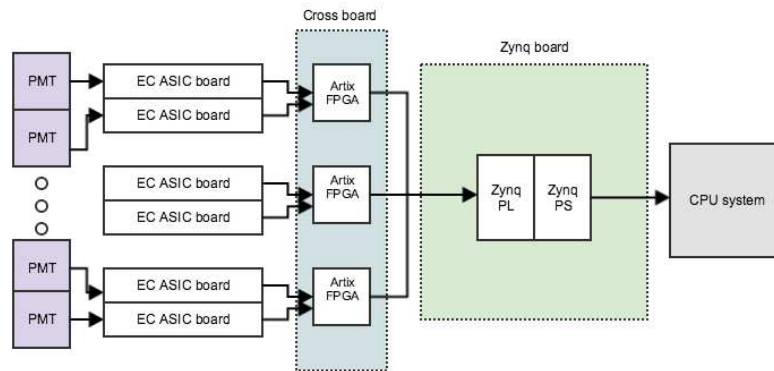 Cross board
Zynq board
PMT
EC ASIC board
Artix
FPGA
PMT
EC ASIC board
EC ASIC board
Artix
FPGA
Zynq
PL
Zynq
PS
CPU system
EC ASIC board
PMT
EC ASIC board
Artix
FPGA
PMT
EC ASIC board